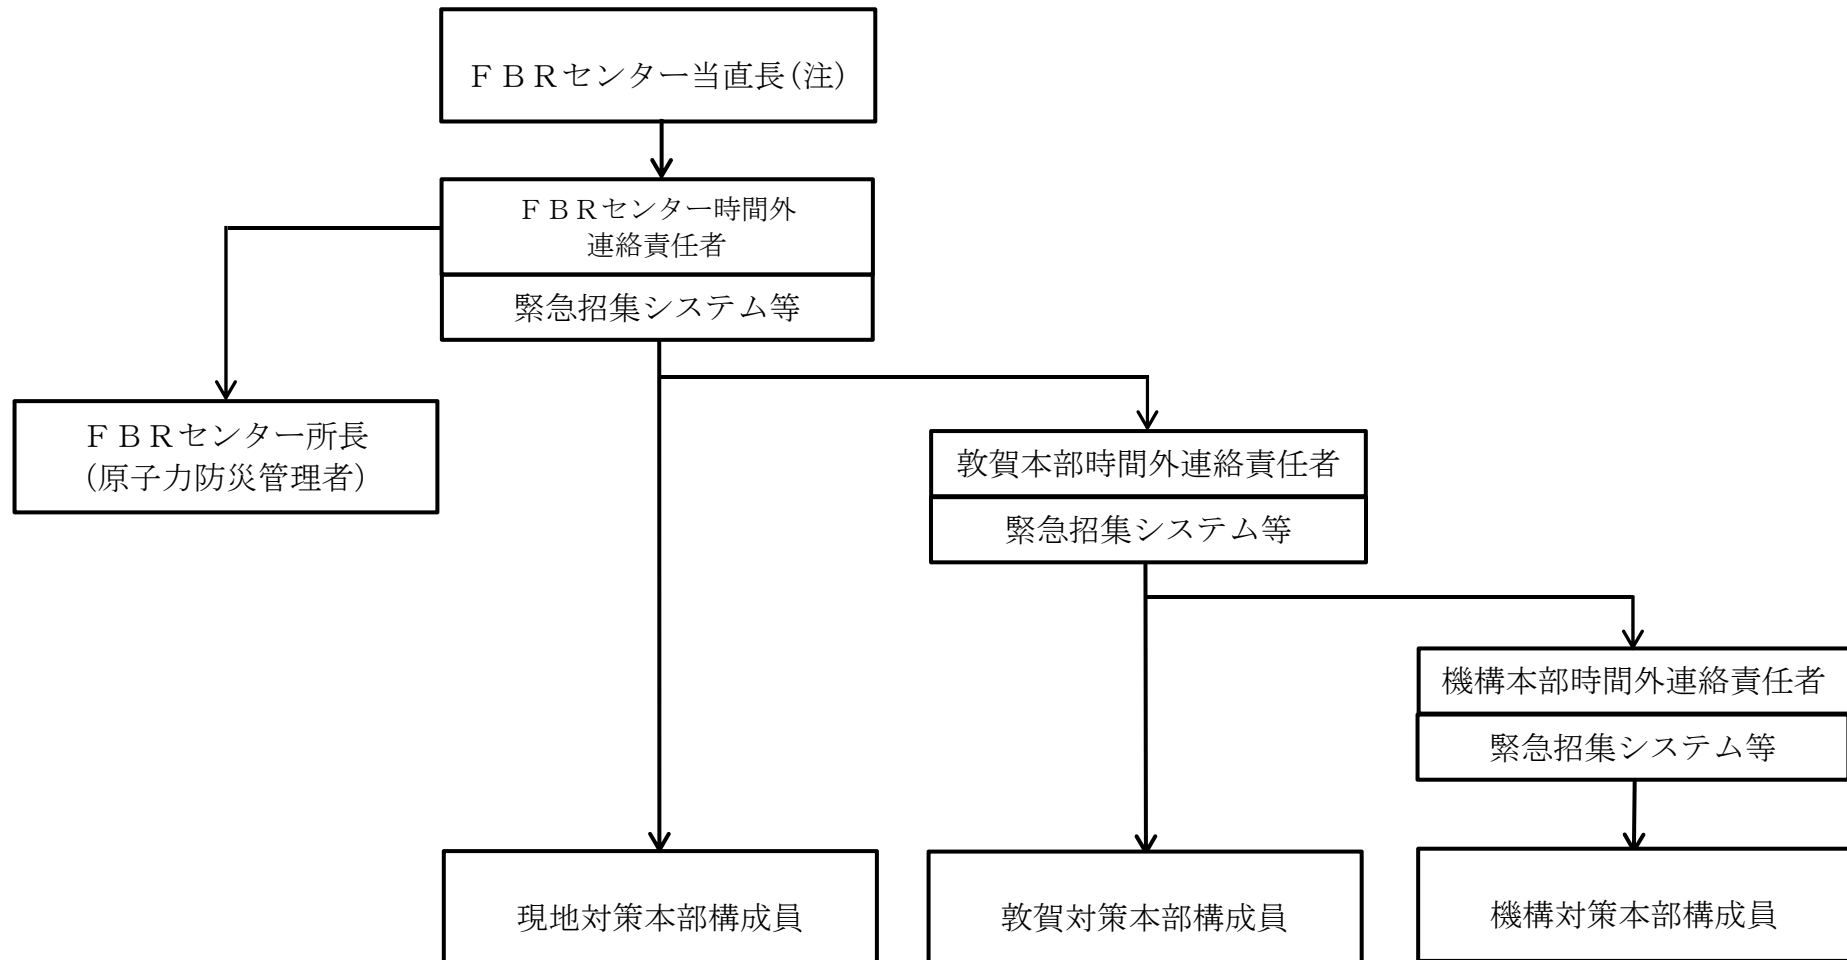 ＦＢＲセンター当直長(注)
ＦＢＲセンター時間外
連絡責任者
緊急招集システム等
ＦＢＲセンター所長
(原子力防災管理者)
敦賀本部時間外連絡責任者
緊急招集システム等
機構本部時間外連絡責任者
緊急招集システム等
現地対策本部構成員
敦賀対策本部構成員
機構対策本部構成員